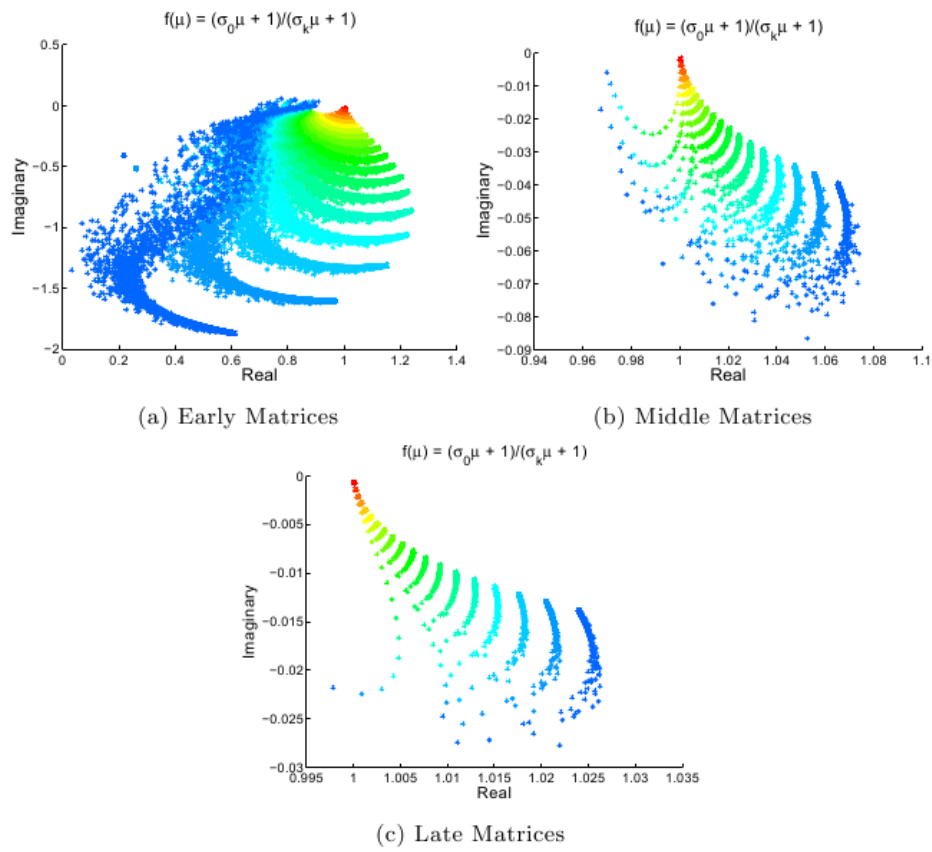 f(μ) = (σ₀μ + 1)/(σₖμ + 1)
0.5
0
−0.5
−1
−1.5
−2
Imaginary
0 0.2 0.4 0.6 0.8 1 1.2 1.4
Real
(a) Early Matrices
f(μ) = (σ₀μ + 1)/(σₖμ + 1)
0
−0.01
−0.02
−0.03
−0.04
−0.05
−0.06
−0.07
−0.08
−0.09
Imaginary
0.94 0.96 0.98 1 1.02 1.04 1.06 1.08 1.1
Real
(b) Middle Matrices
f(μ) = (σ₀μ + 1)/(σₖμ + 1)
0
−0.005
−0.01
−0.015
−0.02
−0.025
−0.03
Imaginary
0.995 1 1.005 1.01 1.015 1.02 1.025 1.03 1.035
Real
(c) Late Matrices